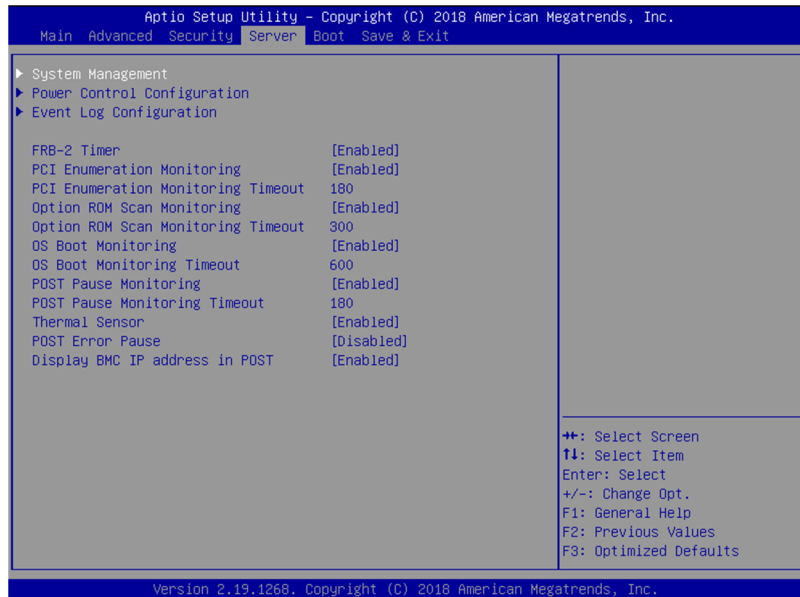 Aptio Setup Utility – Copyright (C) 2018 American Megatrends, Inc.
Main Advanced Security Server Boot Save & Exit
▶ System Management
▶ Power Control Configuration
▶ Event Log Configuration
FRB-2 Timer [Enabled]
PCI Enumeration Monitoring [Enabled]
PCI Enumeration Monitoring Timeout 180
Option ROM Scan Monitoring [Enabled]
Option ROM Scan Monitoring Timeout 300
OS Boot Monitoring [Enabled]
OS Boot Monitoring Timeout 600
POST Pause Monitoring [Enabled]
POST Pause Monitoring Timeout 180
Thermal Sensor [Enabled]
POST Error Pause [Disabled]
Display BMC IP address in POST [Enabled]
→←: Select Screen
↑↓: Select Item
Enter: Select
+/-: Change Opt.
F1: General Help
F2: Previous Values
F3: Optimized Defaults
Version 2.19.1268. Copyright (C) 2018 American Megatrends, Inc.